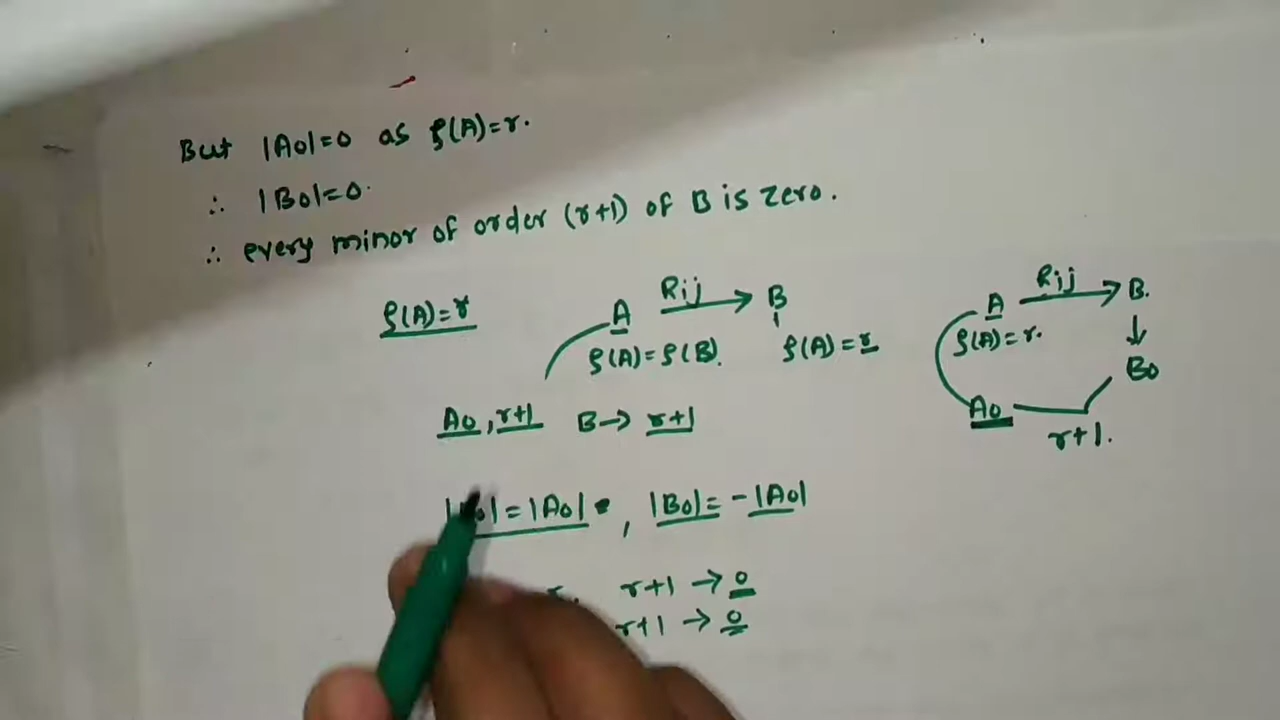 But |A₀|=0 as ϱ(A)=r.
∴ |B₀|=0.
∴ every minor of order (r+1) of B is zero.
ϱ(A)=r
A Rij → B
ϱ(A)=ϱ(B). ϱ(A)=r
A₀, r+1 B→ r+1
|B₀|=|A₀| , |B₀|= -|A₀|
r. r+1 → 0
r+1 → 0
A Rij → B.
ϱ(A)=r. ↓
B₀
A₀
r+1.